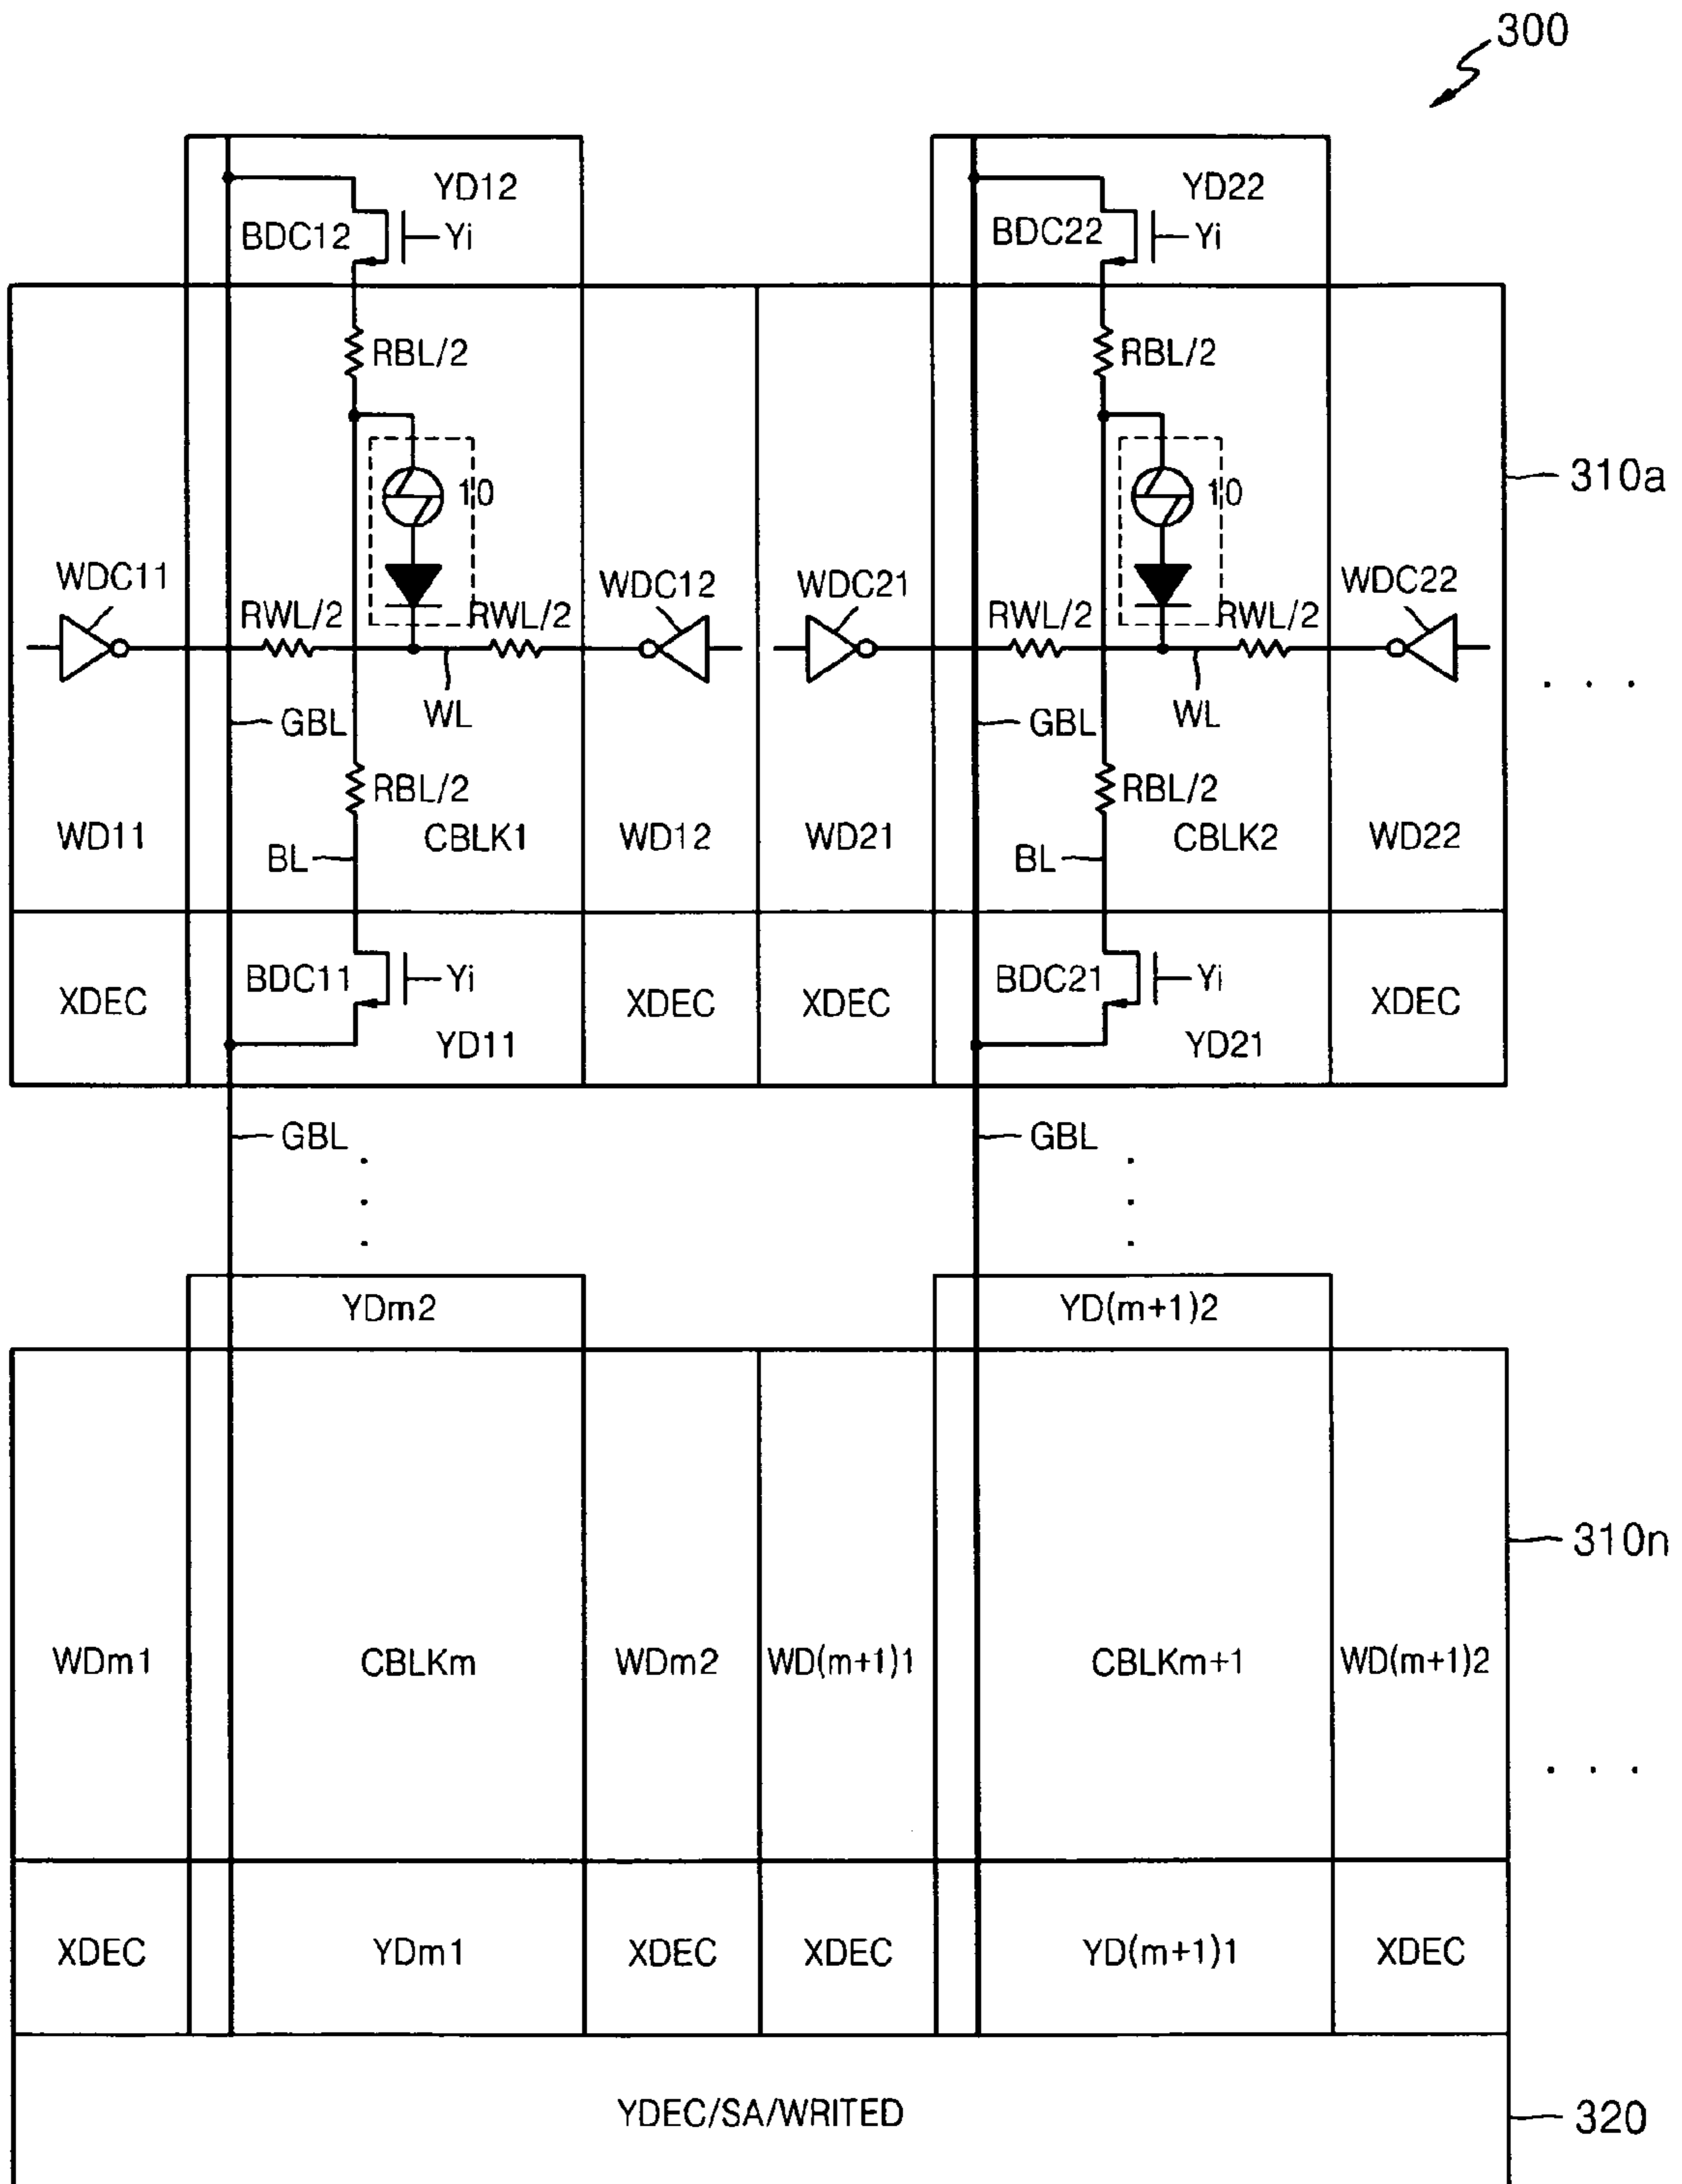 300
YD12
YD22
BDC12
Yi
BDC22
Yi
RBL/2
RBL/2
10
10
310a
WDC11
RWL/2
RWL/2
WDC12
WDC21
RWL/2
RWL/2
WDC22
GBL
WL
GBL
WL
. . .
RBL/2
RBL/2
WD11
BL
CBLK1
WD12
WD21
BL
CBLK2
WD22
XDEC
BDC11
Yi
XDEC
XDEC
BDC21
Yi
XDEC
YD11
YD21
GBL
GBL
YDm2
YD(m+1)2
310n
WDm1
CBLKm
WDm2
WD(m+1)1
CBLKm+1
WD(m+1)2
. . .
XDEC
YDm1
XDEC
XDEC
YD(m+1)1
XDEC
YDEC/SA/WRITED
320